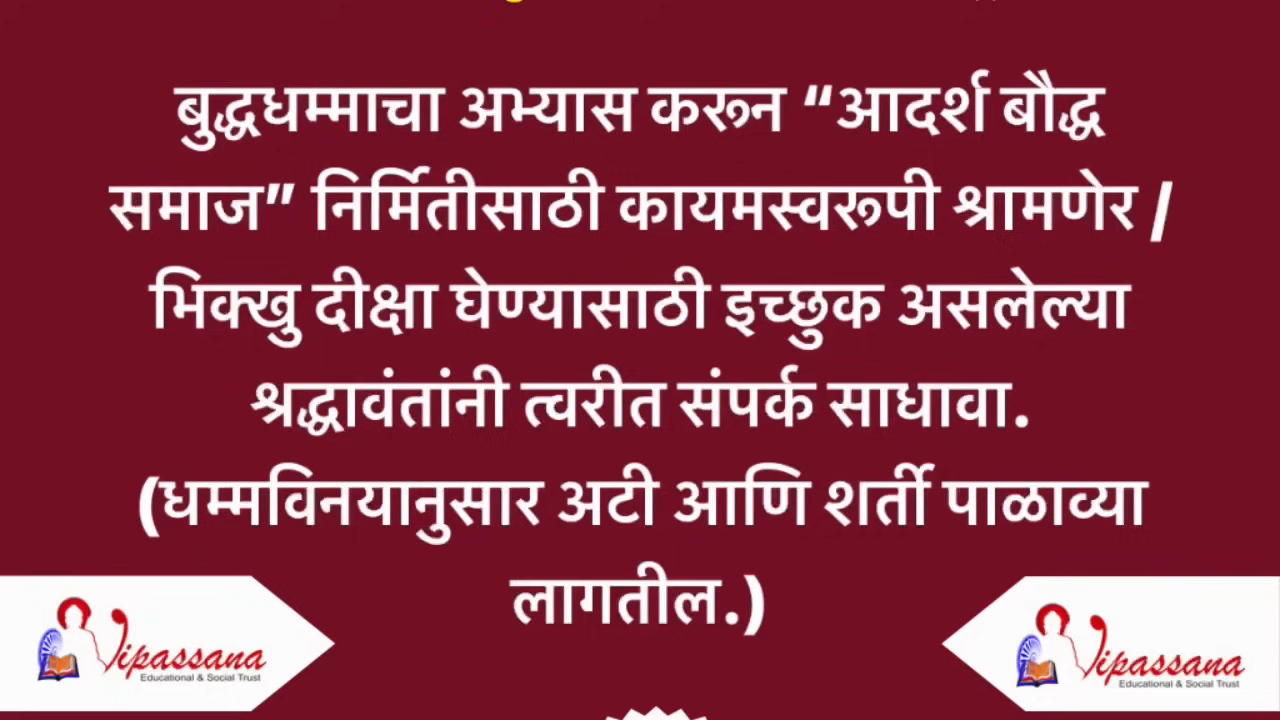 बुद्धधम्माचा अभ्यास करून “आदर्श बौद्ध
समाज” निर्मितीसाठी कायमस्वरूपी श्रामणेर /
भिक्खु दीक्षा घेण्यासाठी इच्छुक असलेल्या
श्रद्धावंतांनी त्वरीत संपर्क साधावा.
(धम्मविनयानुसार अटी आणि शर्ती पाळाव्या
लागतील.)
Vipassana
Educational & Social Trust
Vipassana
Educational & Social Trust